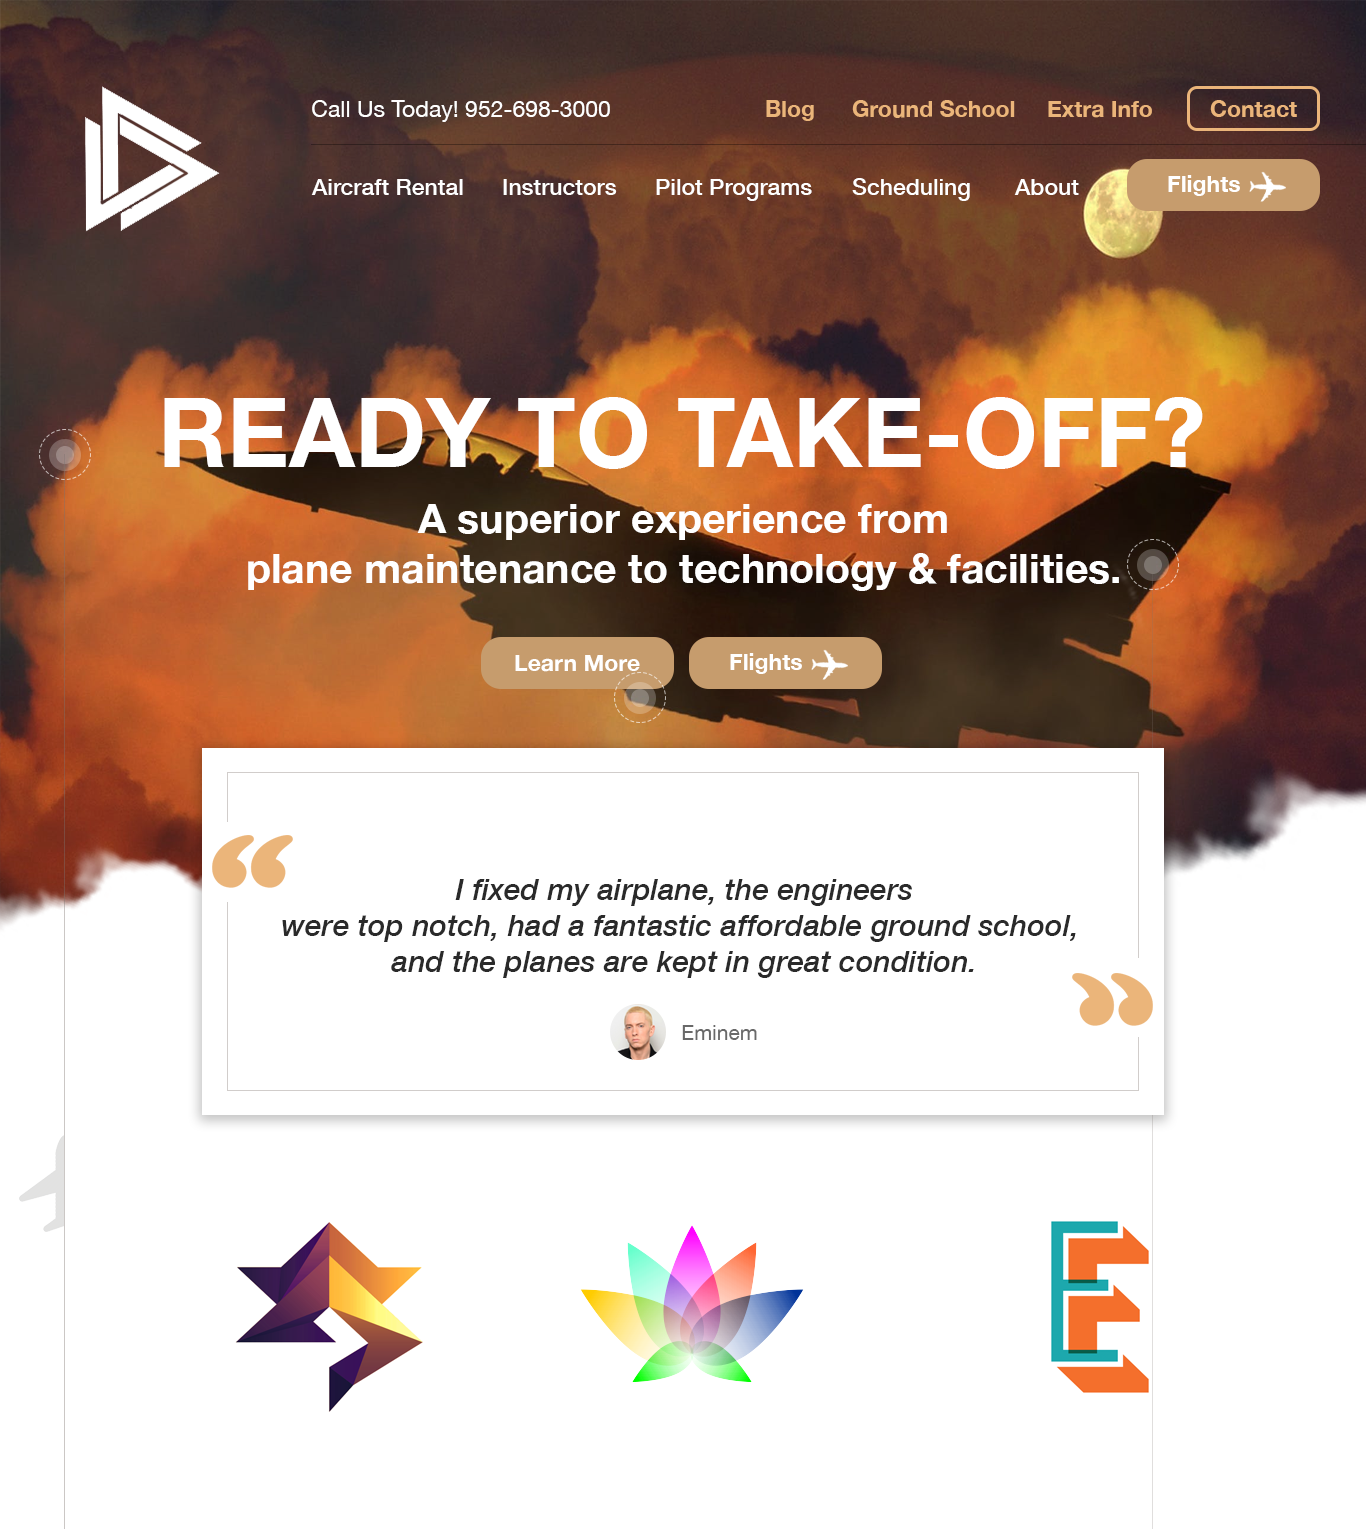 Call Us Today! 952-698-3000
Blog
Ground School
Extra Info
Contact
Aircraft Rental
Instructors
Pilot Programs
Scheduling
About
Flights
READY TO TAKE-OFF?
A superior experience from
plane maintenance to technology & facilities.
Learn More
Flights
“
I fixed my airplane, the engineers
were top notch, had a fantastic affordable ground school,
and the planes are kept in great condition.
”
Eminem
E